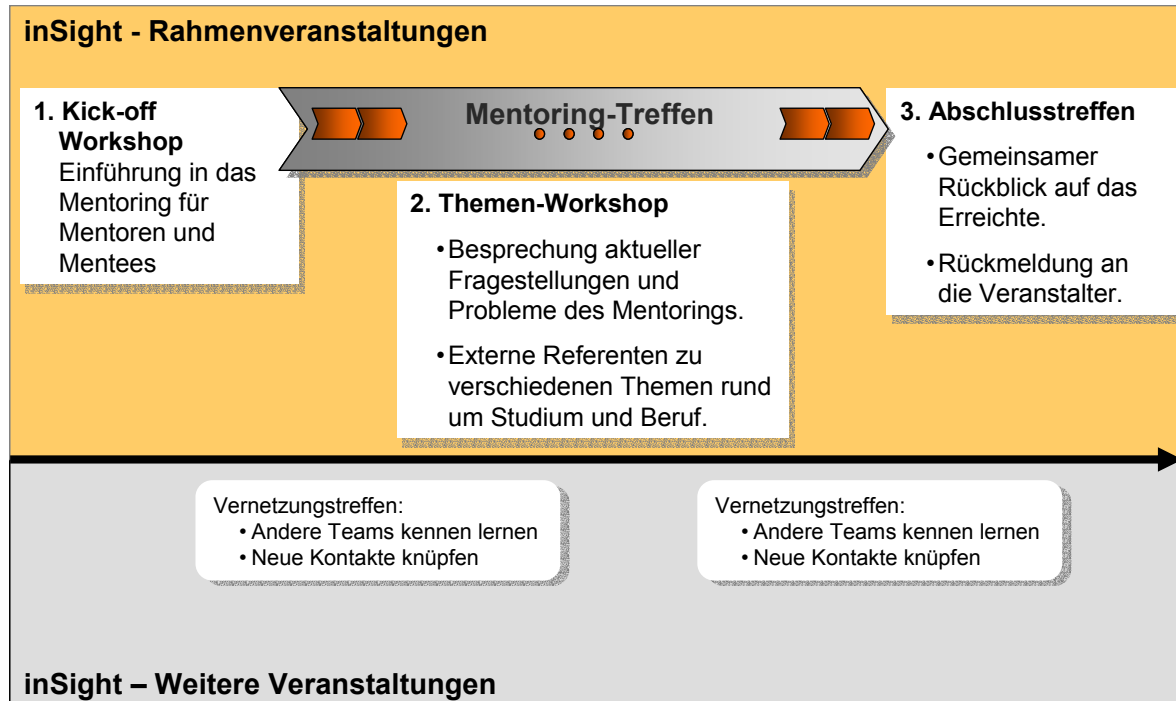 inSight - Rahmenveranstaltungen
1. Kick-off
Workshop
Einführung in das
Mentoring für
Mentoren und
Mentees
Mentoring-Treffen
2. Themen-Workshop
•Besprechung aktueller
Fragestellungen und
Probleme des Mentorings.
•Externe Referenten zu
verschiedenen Themen rund
um Studium und Beruf.
3. Abschlusstreffen
•Gemeinsamer
Rückblick auf das
Erreichte.
•Rückmeldung an
die Veranstalter.
Vernetzungstreffen:
• Andere Teams kennen lernen
• Neue Kontakte knüpfen
Vernetzungstreffen:
• Andere Teams kennen lernen
• Neue Kontakte knüpfen
inSight – Weitere Veranstaltungen